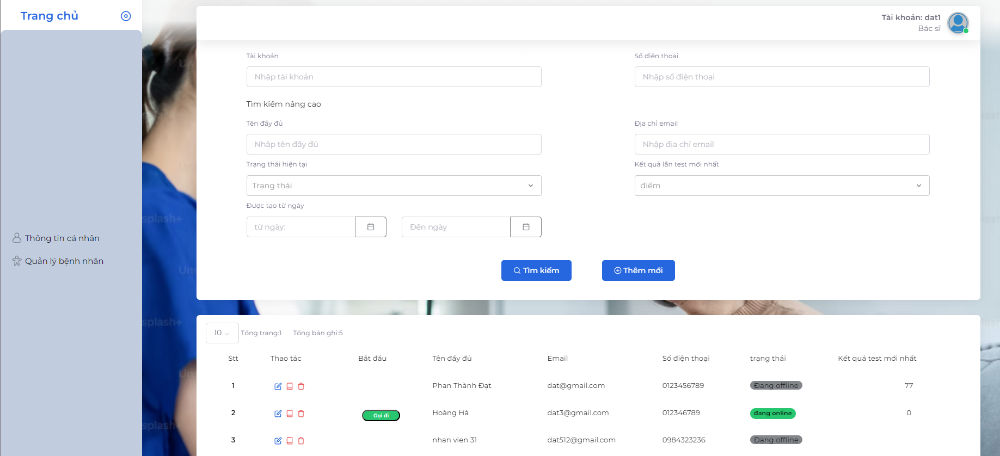 Trang chủ
Tài khoản: dat1
Bác sĩ
Tài khoản
Số điện thoại
Nhập tài khoản
Nhập số điện thoại
Tìm kiếm nâng cao
Tên đầy đủ
Địa chỉ email
Nhập tên đầy đủ
Nhập địa chỉ email
Trạng thái hiện tại
Kết quả lần test mới nhất
Trạng thái
điểm
Được tạo từ ngày
từ ngày:
Đến ngày
Thông tin cá nhân
Quản lý bệnh nhân
Tìm kiếm
Thêm mới
10 Tổng trang:1 Tổng bản ghi:5
Stt Thao tác Bắt đầu Tên đầy đủ Email Số điện thoại trạng thái Kết quả test mới nhất
1 Phan Thành Đạt dat@gmail.com 0123456789 Đang offline 77
2 Gọi đi Hoàng Hà dat3@gmail.com 012346789 đang online 0
3 nhan vien 31 dat512@gmail.com 0984323236 Đang offline